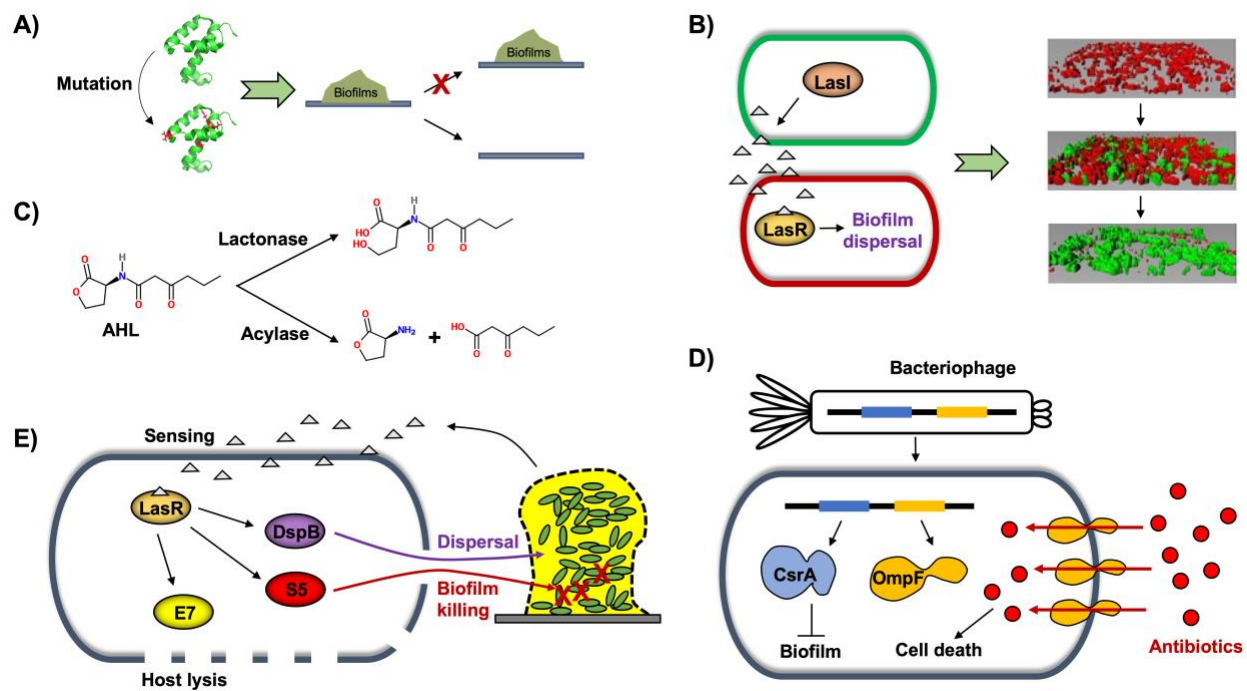 A)
Mutation
Biofilms
X
Biofilms
B)
LasI
LasR
Biofilm
dispersal
C)
AHL
Lactonase
Acylase
O
O
H
N
O
O
O
HO
HO
H
N
O
O
O
O
NH₂
+
HO
O
O
D)
Bacteriophage
CsrA
OmpF
Biofilm
Cell death
Antibiotics
E)
Sensing
LasR
DspB
S5
E7
Dispersal
Biofilm
killing
X
X X
Host lysis